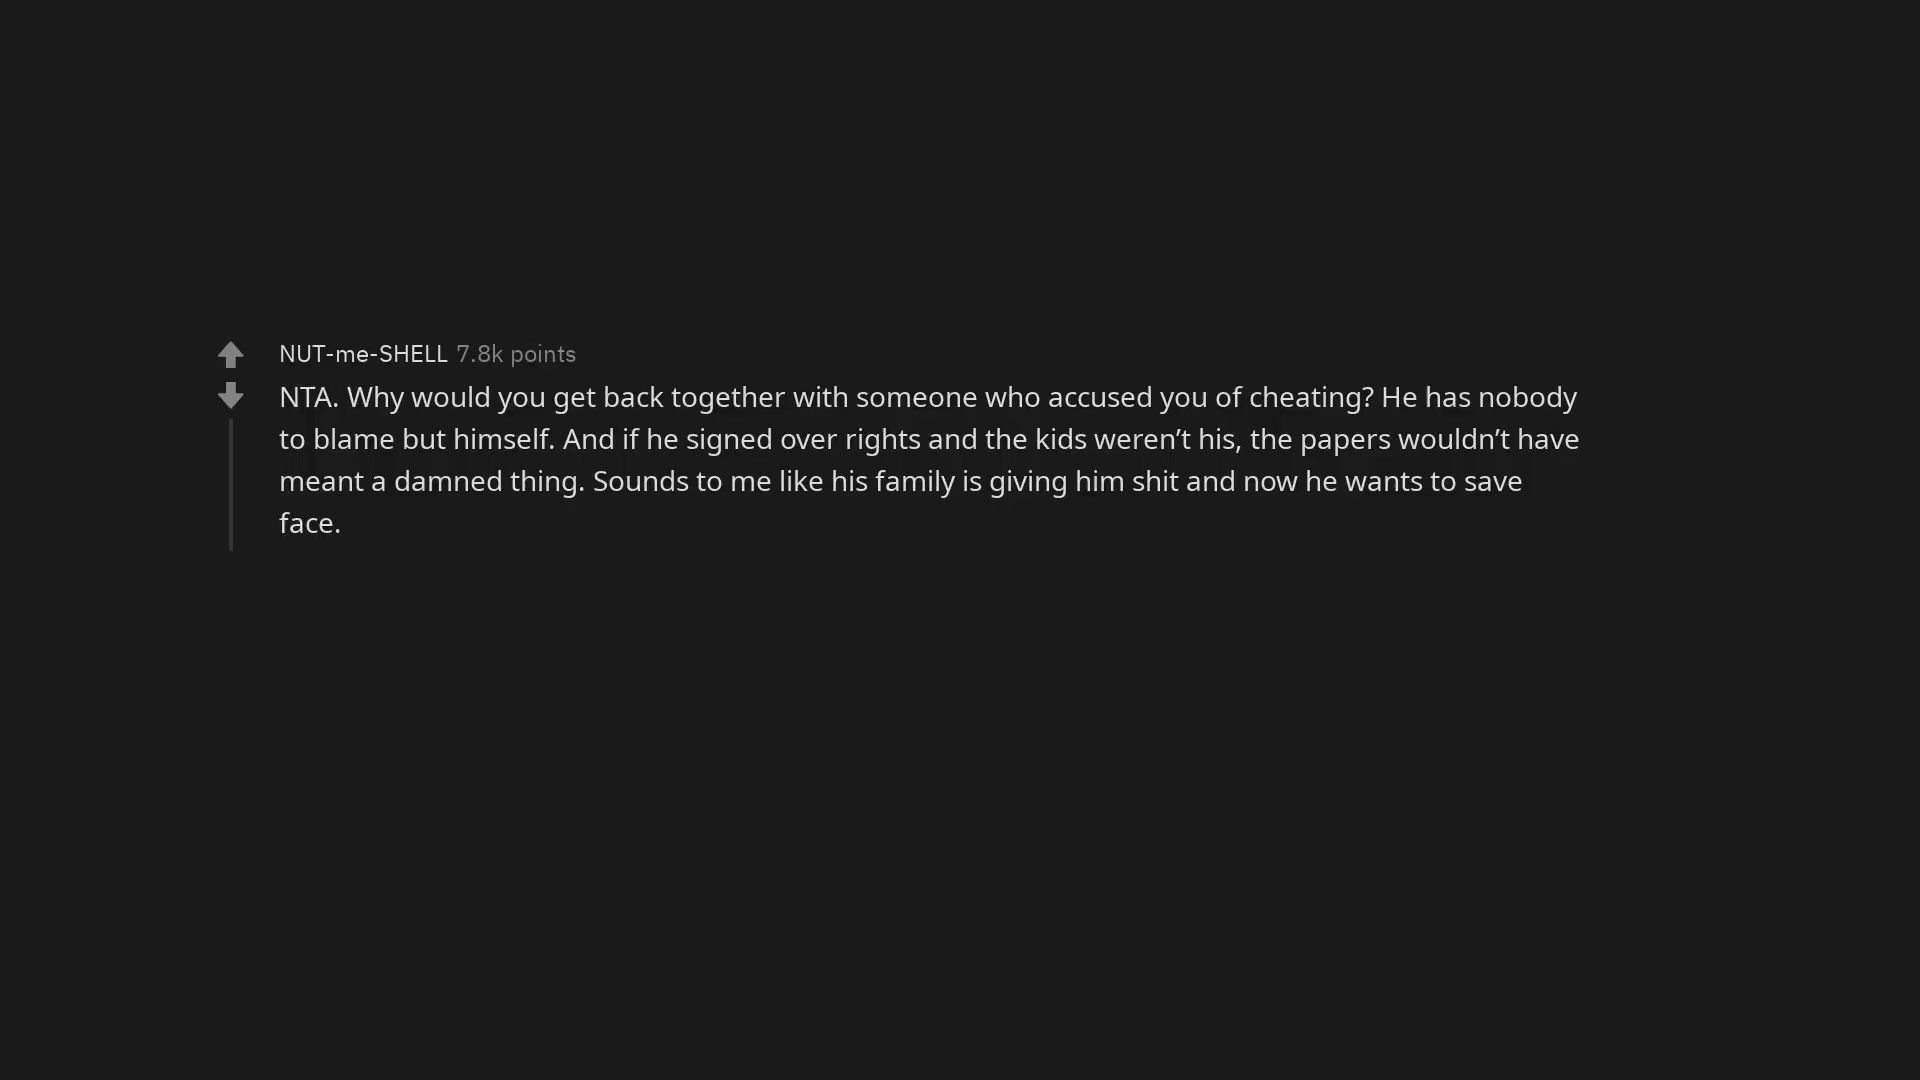 NUT-me-SHELL 7.8k points
NTA. Why would you get back together with someone who accused you of cheating? He has nobody
to blame but himself. And if he signed over rights and the kids weren’t his, the papers wouldn’t have
meant a damned thing. Sounds to me like his family is giving him shit and now he wants to save
face.